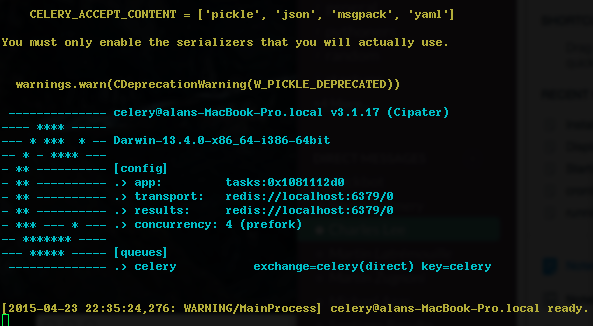 CELERY_ACCEPT_CONTENT = ['pickle', 'json', 'msgpack', 'yaml']
You must only enable the serializers that you will actually use.
  warnings.warn(CDeprecationWarning(W_PICKLE_DEPRECATED))
 -------------- celery@alans-MacBook-Pro.local v3.1.17 (Cipater)
---- **** -----
--- * ***  * -- Darwin-13.4.0-x86_64-i386-64bit
-- * - **** ---
- ** ---------- [config]
- ** ---------- .> app:         tasks:0x1081112d0
- ** ---------- .> transport:   redis://localhost:6379/0
- ** ---------- .> results:     redis://localhost:6379/0
- *** --- * --- .> concurrency: 4 (prefork)
-- ******* ----
--- ***** ----- [queues]
 -------------- .> celery           exchange=celery(direct) key=celery
[2015-04-23 22:35:24,276: WARNING/MainProcess] celery@alans-MacBook-Pro.local ready.